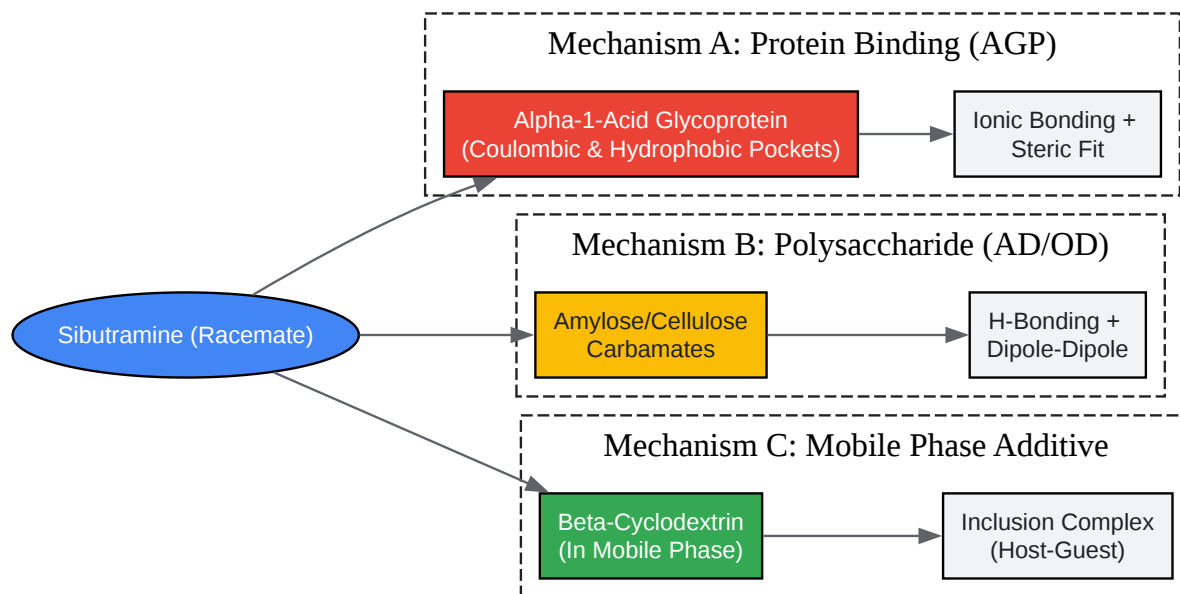 Mechanism A: Protein Binding (AGP)
Alpha-1-Acid Glycoprotein
(Coulombic & Hydrophobic Pockets)
Ionic Bonding +
Steric Fit
Mechanism B: Polysaccharide (AD/OD)
Sibutramine (Racemate)
Amylose/Cellulose
Carbamates
H-Bonding +
Dipole-Dipole
Mechanism C: Mobile Phase Additive
Beta-Cyclodextrin
(In Mobile Phase)
Inclusion Complex
(Host-Guest)